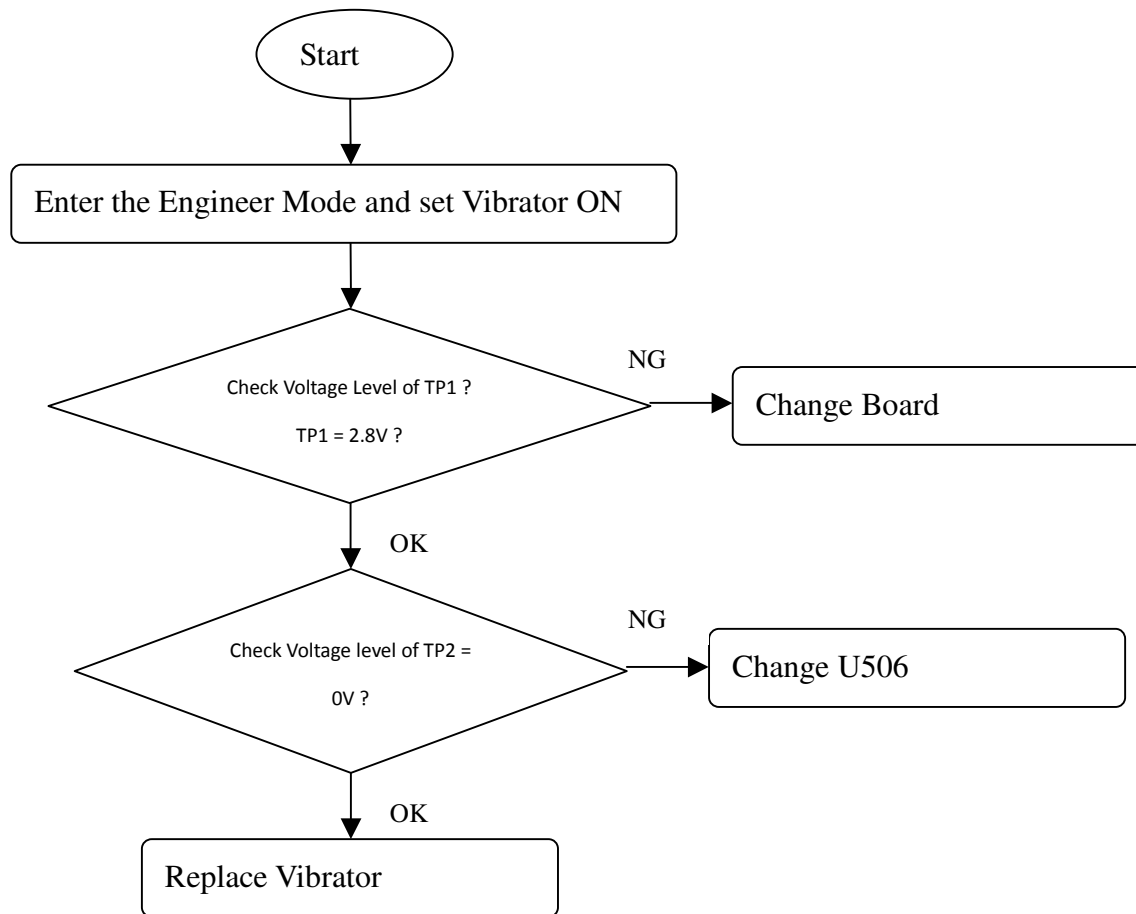 Start
Enter the Engineer Mode and set Vibrator ON
Check Voltage Level of TP1 ?
TP1 = 2.8V ?
NG
Change Board
OK
Check Voltage level of TP2 =
0V ?
NG
Change U506
OK
Replace Vibrator